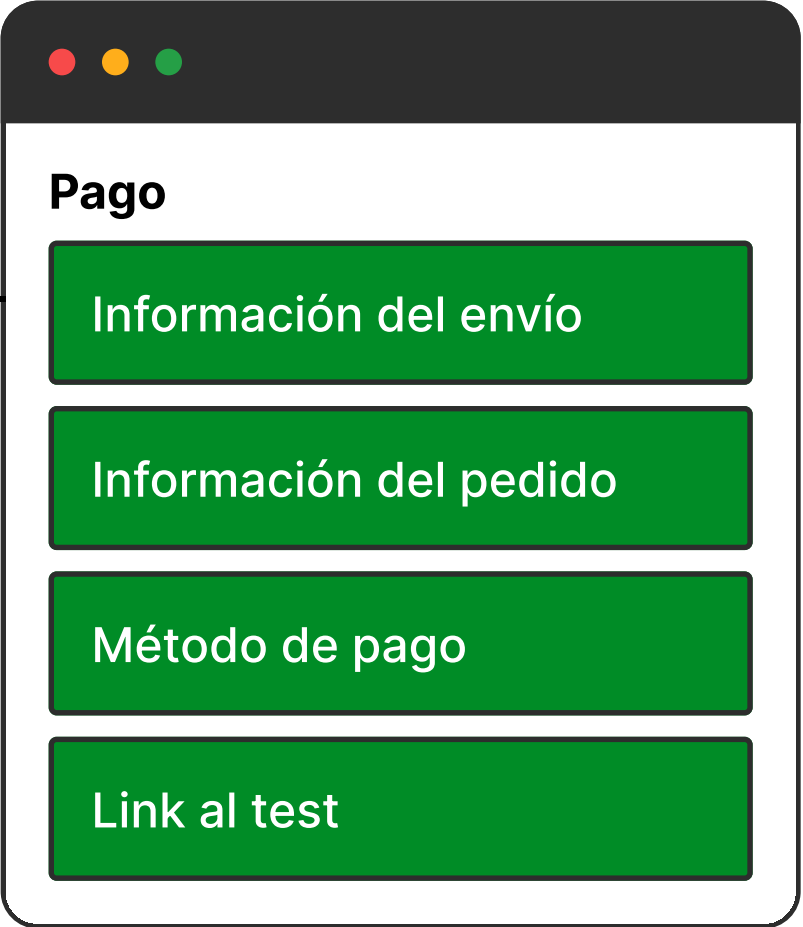 Pago
Información del envío
Información del pedido
Método de pago
Link al test